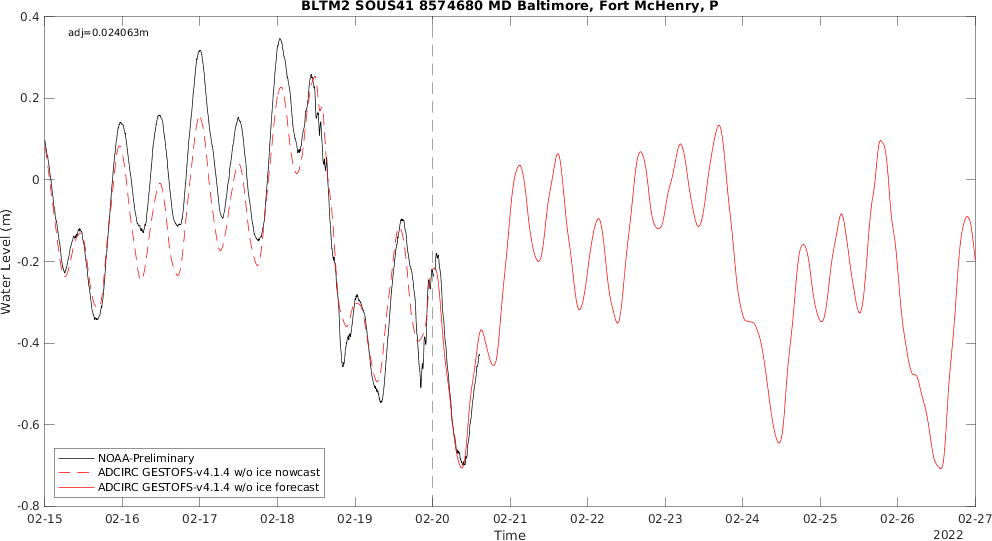 BLTM2 SOUS41 8574680 MD Baltimore, Fort McHenry, P
adj=0.024063m
0.4
0.2
0
-0.2
-0.4
-0.6
-0.8
Water Level (m)
NOAA-Preliminary
ADCIRC GESTOFS-v4.1.4 w/o ice nowcast
ADCIRC GESTOFS-v4.1.4 w/o ice forecast
02-15 02-16 02-17 02-18 02-19 02-20 02-21 02-22 02-23 02-24 02-25 02-26 02-27
Time
2022